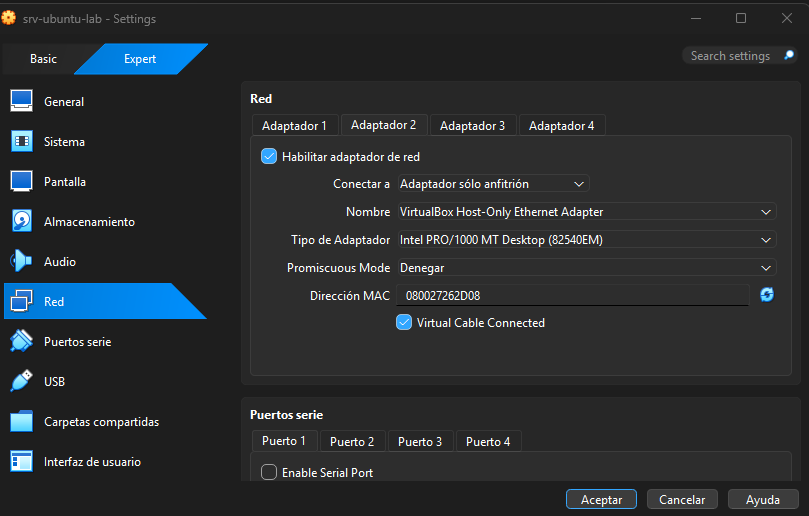 srv-ubuntu-lab - Settings
Basic
Expert
Search settings
General
Sistema
Pantalla
Almacenamiento
Audio
Red
Puertos serie
USB
Carpetas compartidas
Interfaz de usuario
Red
Adaptador 1 Adaptador 2 Adaptador 3 Adaptador 4
Habilitar adaptador de red
Conectar a Adaptador sólo anfitrión
Nombre VirtualBox Host-Only Ethernet Adapter
Tipo de Adaptador Intel PRO/1000 MT Desktop (82540EM)
Promiscuous Mode Denegar
Dirección MAC 080027262D08
Virtual Cable Connected
Puertos serie
Puerto 1 Puerto 2 Puerto 3 Puerto 4
Enable Serial Port
Aceptar Cancelar Ayuda